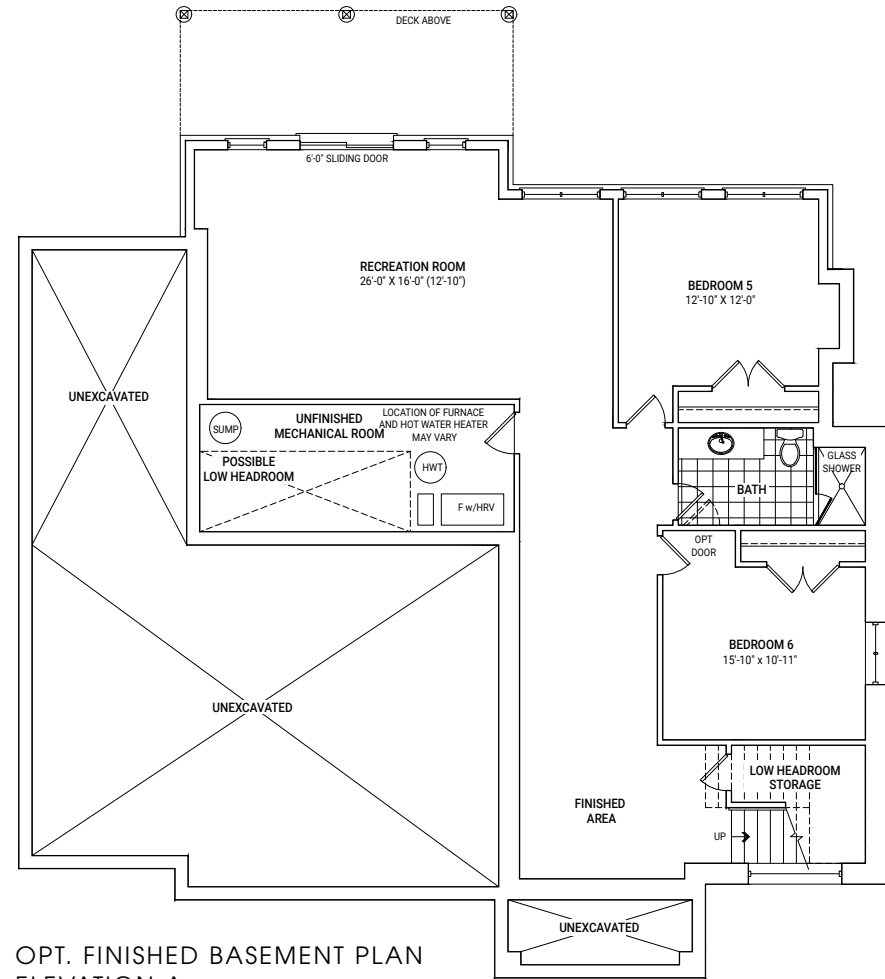 DECK ABOVE
6'-0" SLIDING DOOR
RECREATION ROOM
26'-0" X 16'-0" (12'-10")
BEDROOM 5
12'-10" X 12'-0"
UNEXCAVATED
SUMP
UNFINISHED
MECHANICAL ROOM
LOCATION OF FURNACE
AND HOT WATER HEATER
MAY VARY
POSSIBLE
LOW HEADROOM
HWT
F w/HRV
GLASS
SHOWER
BATH
OPT
DOOR
BEDROOM 6
15'-10" x 10'-11"
UNEXCAVATED
LOW HEADROOM
STORAGE
FINISHED
AREA
UP
UNEXCAVATED
OPT. FINISHED BASEMENT PLAN
ELEVATION A